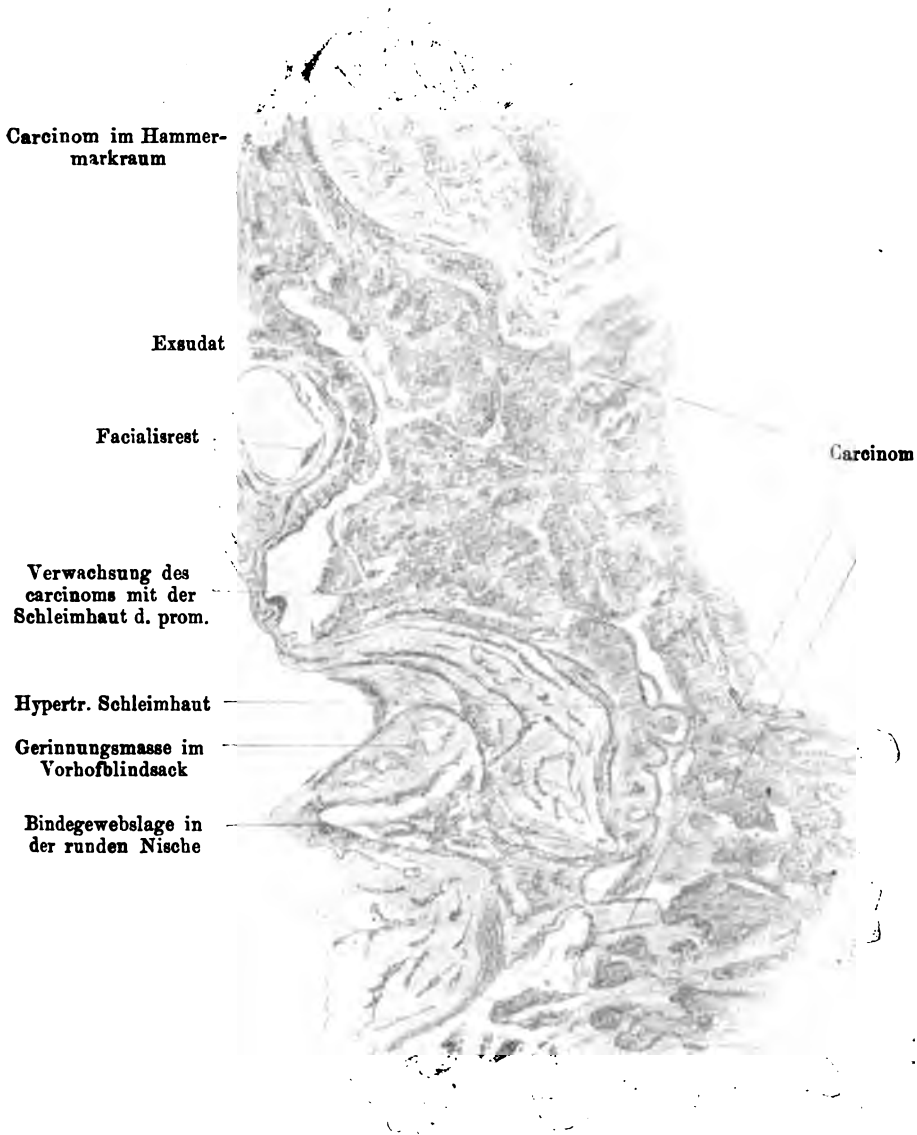 Carcinom im Hammer-
markraum
Exsudat
Facialisrest
Carcinom
Verwachsung des
carcinoms mit der
Schleimhaut d. prom.
Hypertr. Schleimhaut
Gerinnungsmasse im
Vorhofblindsack
Bindegewebslage in
der runden Nische